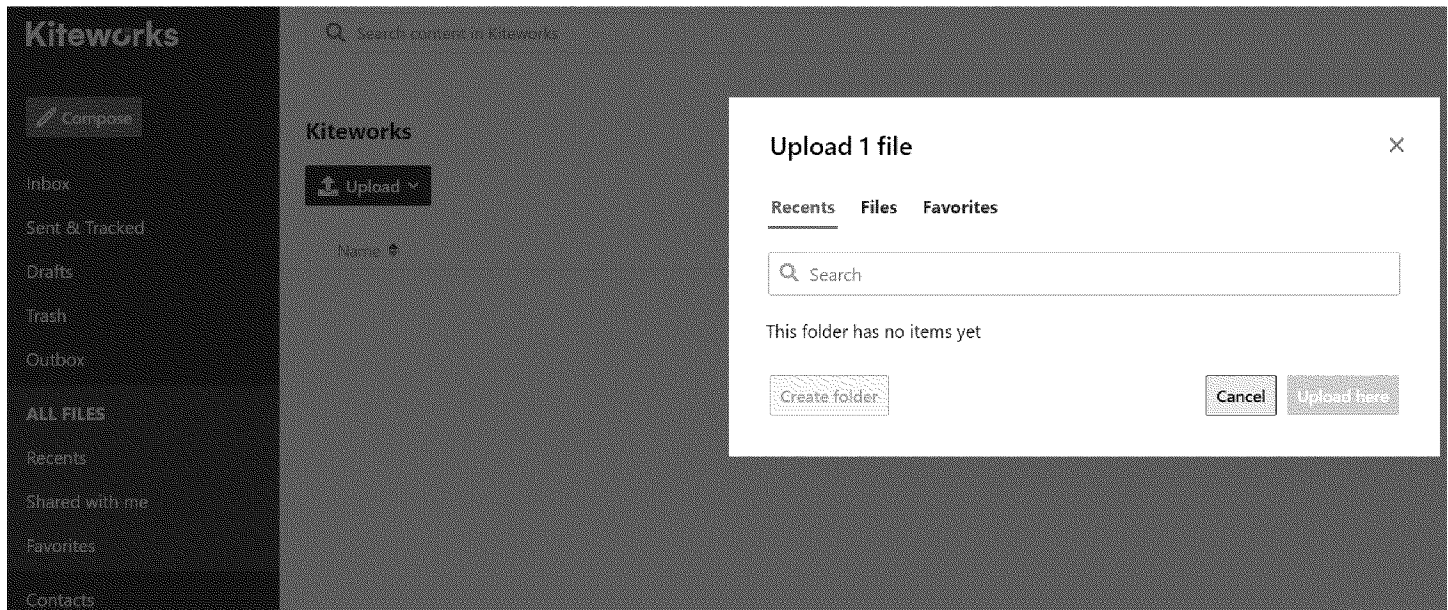 Kiteworks
Search content in Kiteworks
Compose
Kiteworks
Upload
Name
Inbox
Sent & Tracked
Drafts
Trash
Outbox
ALL FILES
Recents
Shared with me
Favorites
Contacts
Upload 1 file
Recents Files Favorites
Search
This folder has no items yet
Create folder Cancel Upload here